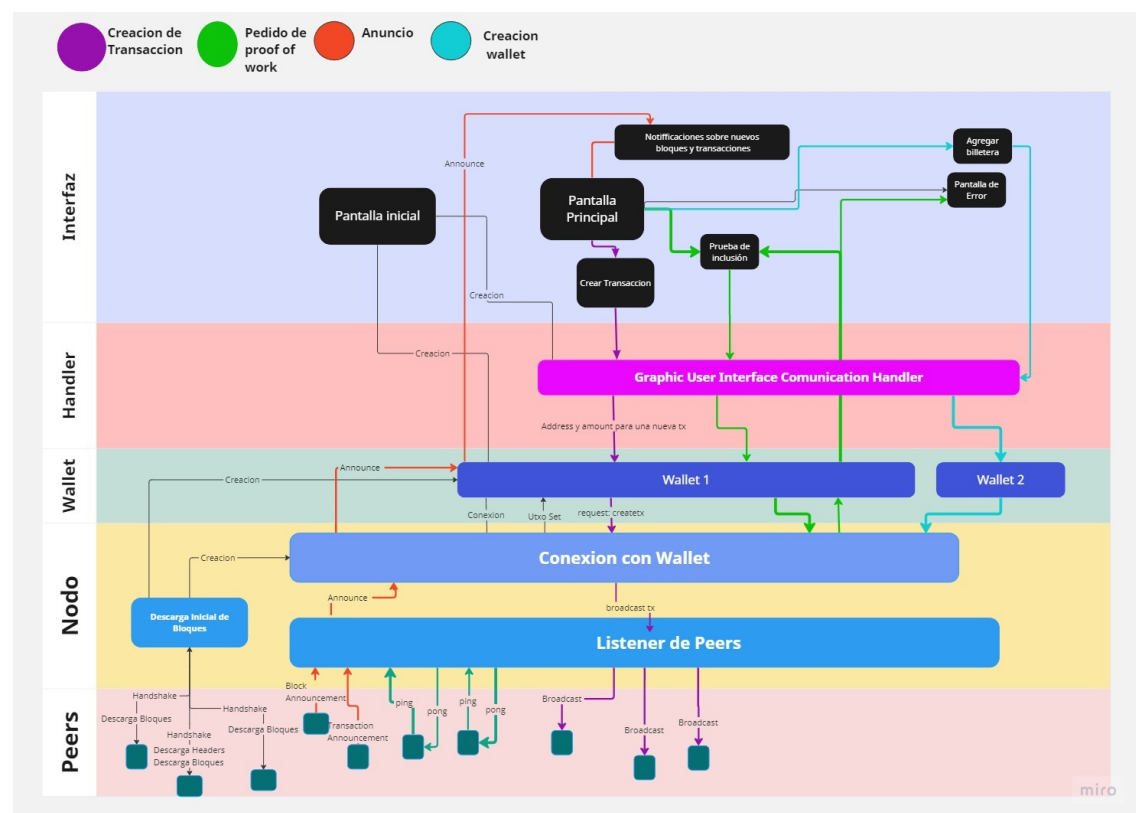 Creacion de
Transaccion
Pedido de
proof of
work
Anuncio
Creacion
wallet
Interfaz
Notifficaciones sobre nuevos
bloques y transacciones
Agregar
billetera
Announce
Pantalla de
Error
Pantalla inicial
Pantalla
Principal
Prueba de
inclusión
Crear Transaccion
Creacion
Handler
Creacion
Graphic User Interface Comunication Handler
Address y amount para una nueva tx
Wallet
Announce
Creacion
Wallet 1
Wallet 2
Conexion
Utxo Set
request: createtx
Nodo
Creacion
Conexion con Wallet
Announce
broadcast tx
Descarga Inicial de
Bloques
Listener de Peers
Peers
Handshake
Descarga Bloques
Handshake
Descarga Headers
Descarga Bloques
Handshake
Descarga Bloques
Block
Announcement
Transaction
Announcement
ping
pong
ping
pong
Broadcast
Broadcast
Broadcast
miro